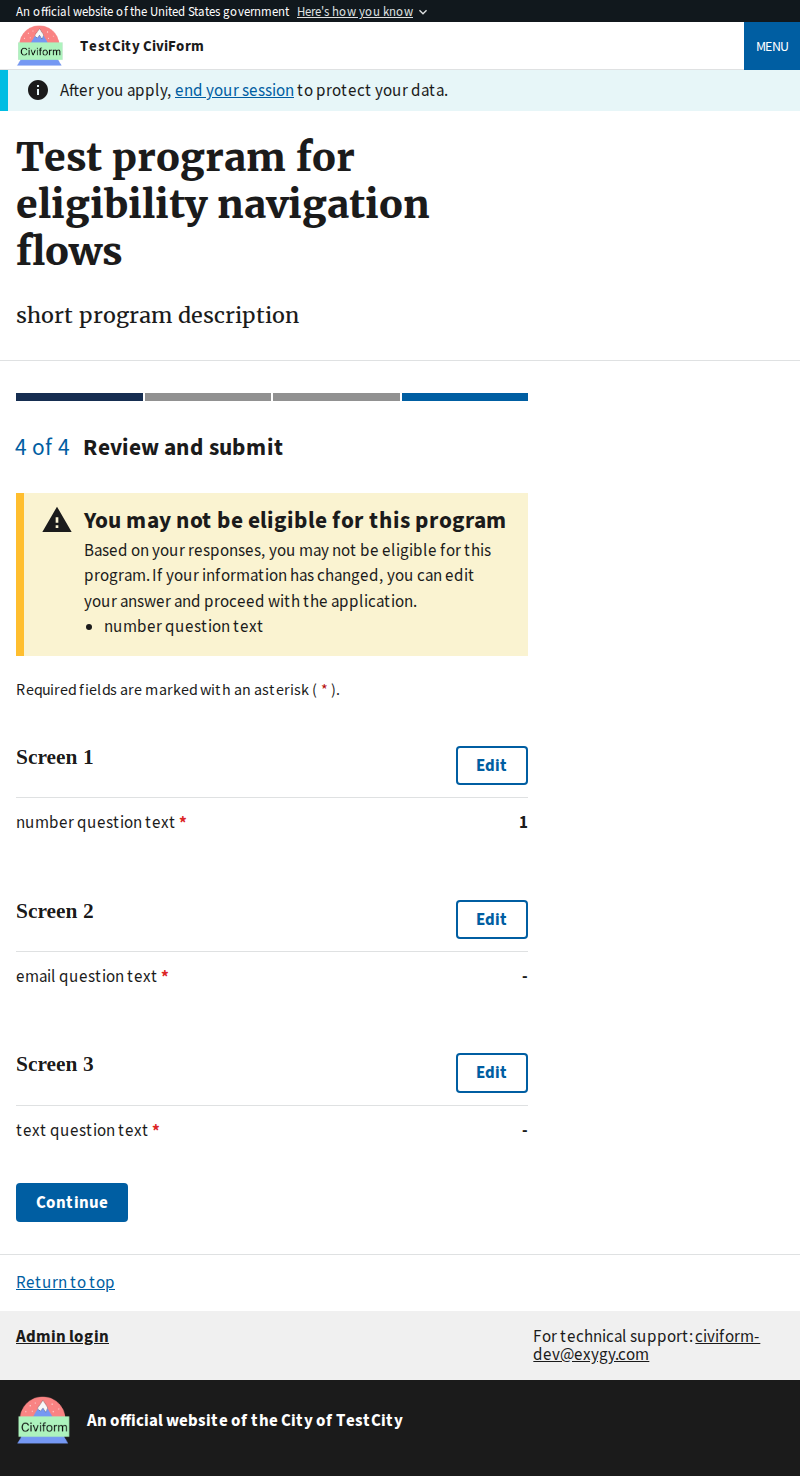 An official website of the United States government Here's how you know
Civiform
TestCity CiviForm
MENU
After you apply, end your session to protect your data.
Test program for
eligibility navigation
flows
short program description
4 of 4 Review and submit
You may not be eligible for this program
Based on your responses, you may not be eligible for this
program. If your information has changed, you can edit
your answer and proceed with the application.
• number question text
Required fields are marked with an asterisk ( * ).
Screen 1
Edit
number question text *
1
Screen 2
Edit
email question text *
-
Screen 3
Edit
text question text *
-
Continue
Return to top
Admin login
For technical support: civiform-
dev@exygy.com
Civiform
An official website of the City of TestCity